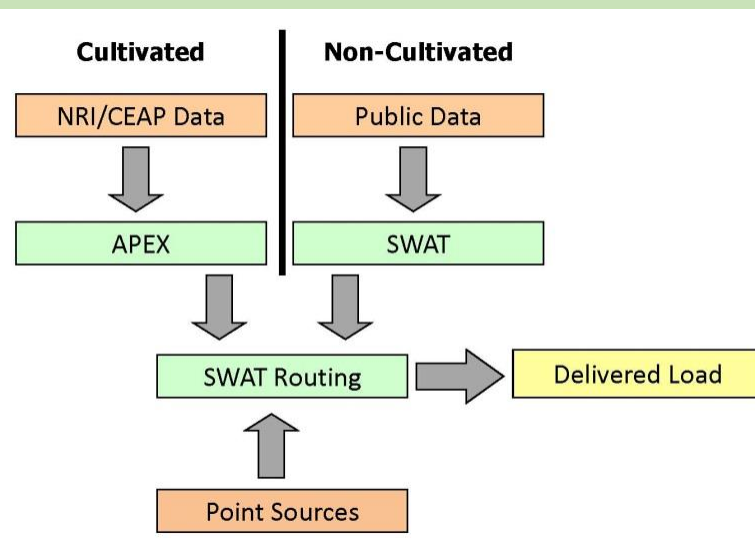 Cultivated
Non-Cultivated
NRI/CEAP Data
Public Data
APEX
SWAT
SWAT Routing
Delivered Load
Point Sources